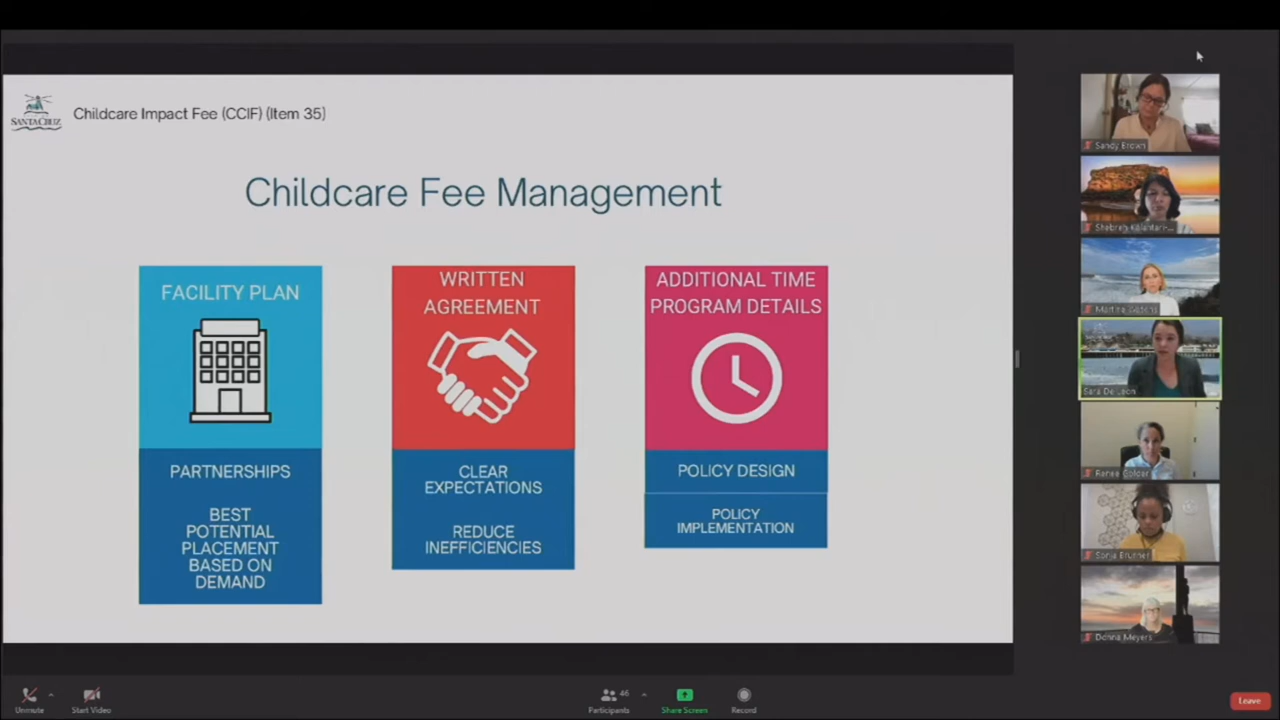 SANTA CRUZ
Childcare Impact Fee (CCIF) (Item 35)
Childcare Fee Management
FACILITY PLAN
PARTNERSHIPS
BEST
POTENTIAL
PLACEMENT
BASED ON
DEMAND
WRITTEN
AGREEMENT
CLEAR
EXPECTATIONS
REDUCE
INEFFICIENCIES
ADDITIONAL TIME
PROGRAM DETAILS
POLICY DESIGN
POLICY
IMPLEMENTATION
Sandy Brown
Martine Watkins
Sara De Leon
Renee Golder
Sonja Brunner
Donna Meyers
Unmute
Start Video
46
Participants
Share Screen
Record
Leave